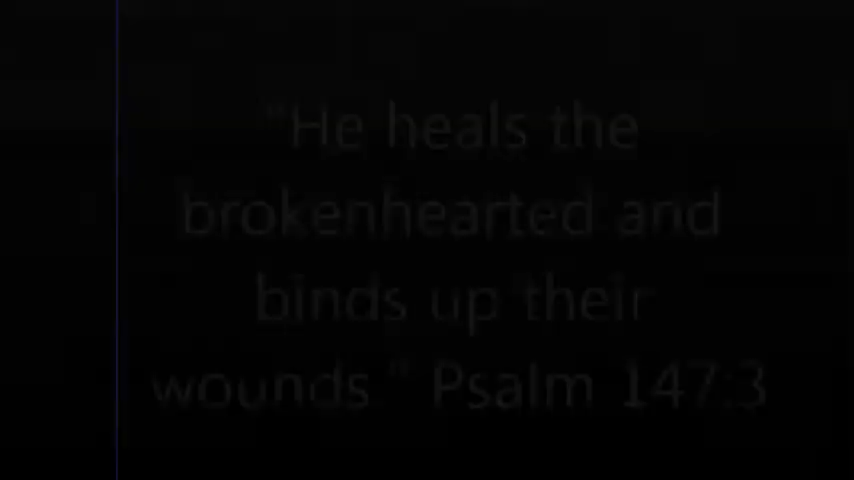 "He heals the
brokenhearted and
binds up their
wounds." Psalm 147:3